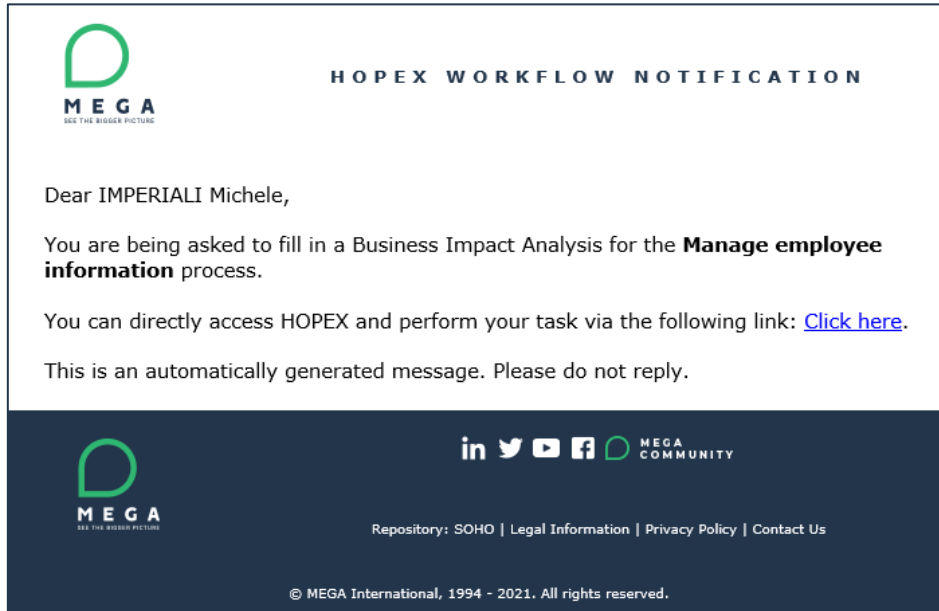 MEGA
SEE THE BIGGER PICTURE
HOPEX WORKFLOW NOTIFICATION
Dear IMPERIALI Michele,
You are being asked to fill in a Business Impact Analysis for the Manage employee
information process.
You can directly access HOPEX and perform your task via the following link: Click here.
This is an automatically generated message. Please do not reply.
in
MEGA
COMMUNITY
MEGA
SEE THE BIGGER PICTURE
Repository: SOHO | Legal Information | Privacy Policy | Contact Us
© MEGA International, 1994 - 2021. All rights reserved.